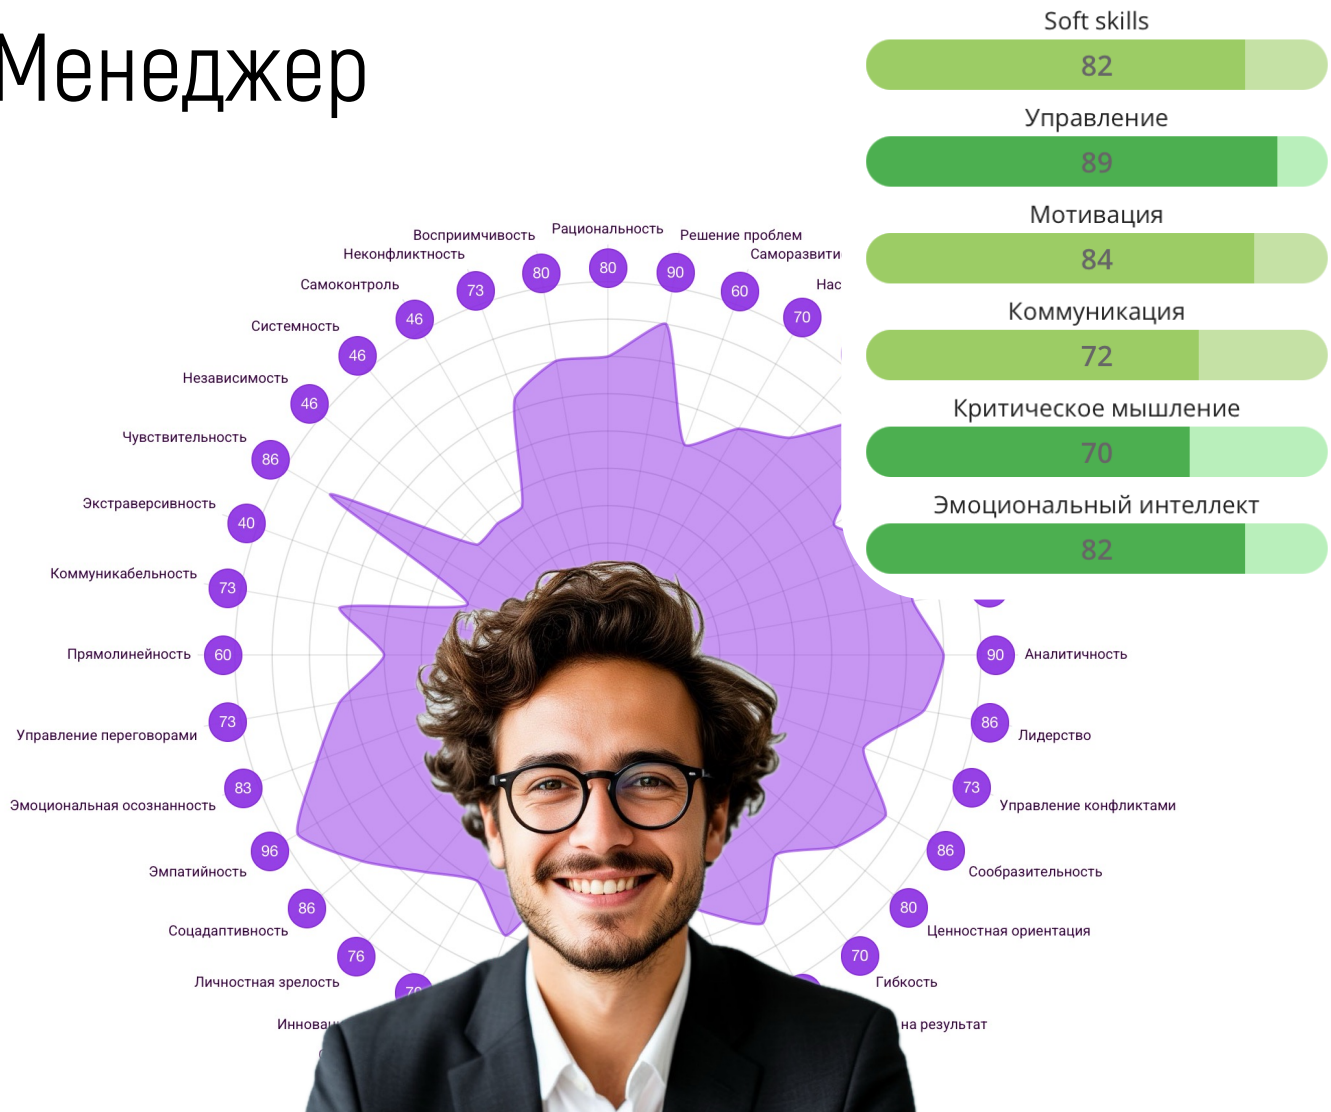 Менеджер
Soft skills
82
Управление
89
Мотивация
84
Коммуникация
72
Критическое мышление
70
Эмоциональный интеллект
82
Рациональность
80
Решение проблем
90
60
70
Аналитичность
90
Лидерство
86
Управление конфликтами
73
Сообразительность
86
Ценностная ориентация
80
Гибкость
70
на результат
Личностная зрелость
76
Соцадаптивность
86
Эмпатийность
96
Эмоциональная осознанность
83
Управление переговорами
73
Прямолинейность
60
Коммуникабельность
73
Экстраверсивность
40
Чувствительность
86
Независимость
46
Системность
46
Самоконтроль
46
Неконфликтность
73
Восприимчивость
80